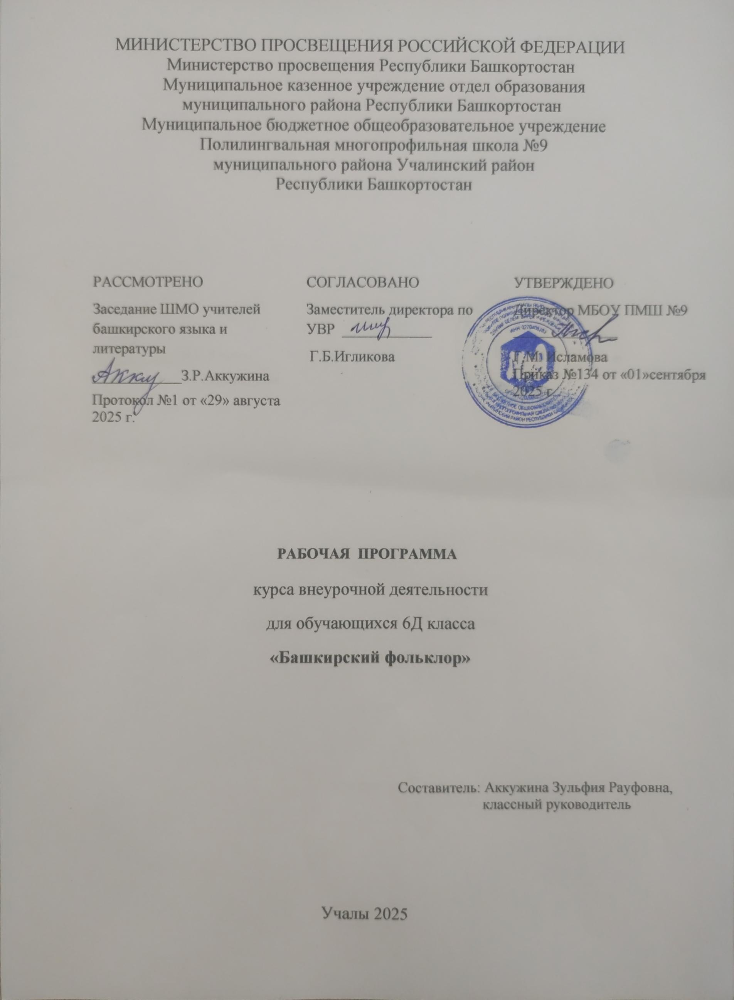 МИНИСТЕРСТВО ПРОСВЕЩЕНИЯ РОССИЙСКОЙ ФЕДЕРАЦИИ
Министерство просвещения Республики Башкортостан
Муниципальное казенное учреждение отдел образования
муниципального района Республики Башкортостан
Муниципальное бюджетное общеобразовательное учреждение
Полилингвальная многопрофильная школа №9
муниципального района Учалинский район
Республики Башкортостан
РАССМОТРЕНО
Заседание ШМО учителей
башкирского языка и
литературы
Акку З.Р.Аккужина
Протокол №1 от «29» августа
2025 г.
СОГЛАСОВАНО
Заместитель директора по
УВР
Г.Б.Игликова
УТВЕРЖДЕНО
Директор МБОУ ПМШ №9
Г.М. Исламова
Приказ №134 от «01»сентября
2025 г.
РАБОЧАЯ ПРОГРАММА
курса внеурочной деятельности
для обучающихся 6Д класса
«Башкирский фольклор»
Составитель: Аккужина Зульфия Рауфовна,
классный руководитель
Учалы 2025